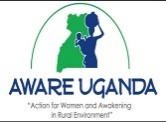 AWARE UGANDA
"Action for Women and Awakening
in Rural Environment"